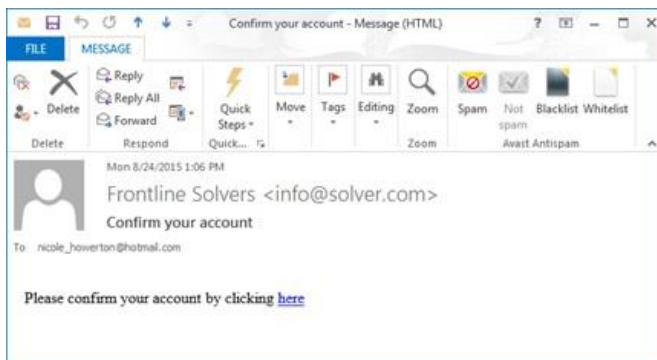 Confirm your account - Message (HTML)
?
FILE MESSAGE
Delete
Reply
Reply All
Forward
Quick Steps
Move
Tags
Editing
Zoom
Spam
Not spam
Blacklist
Whitelist
Delete
Respond
Quick...
Zoom
Avast Antispam
Mon 8/24/2015 1:06 PM
Frontline Solvers <info@solver.com>
Confirm your account
To nicole_howerton@hotmail.com
Please confirm your account by clicking here